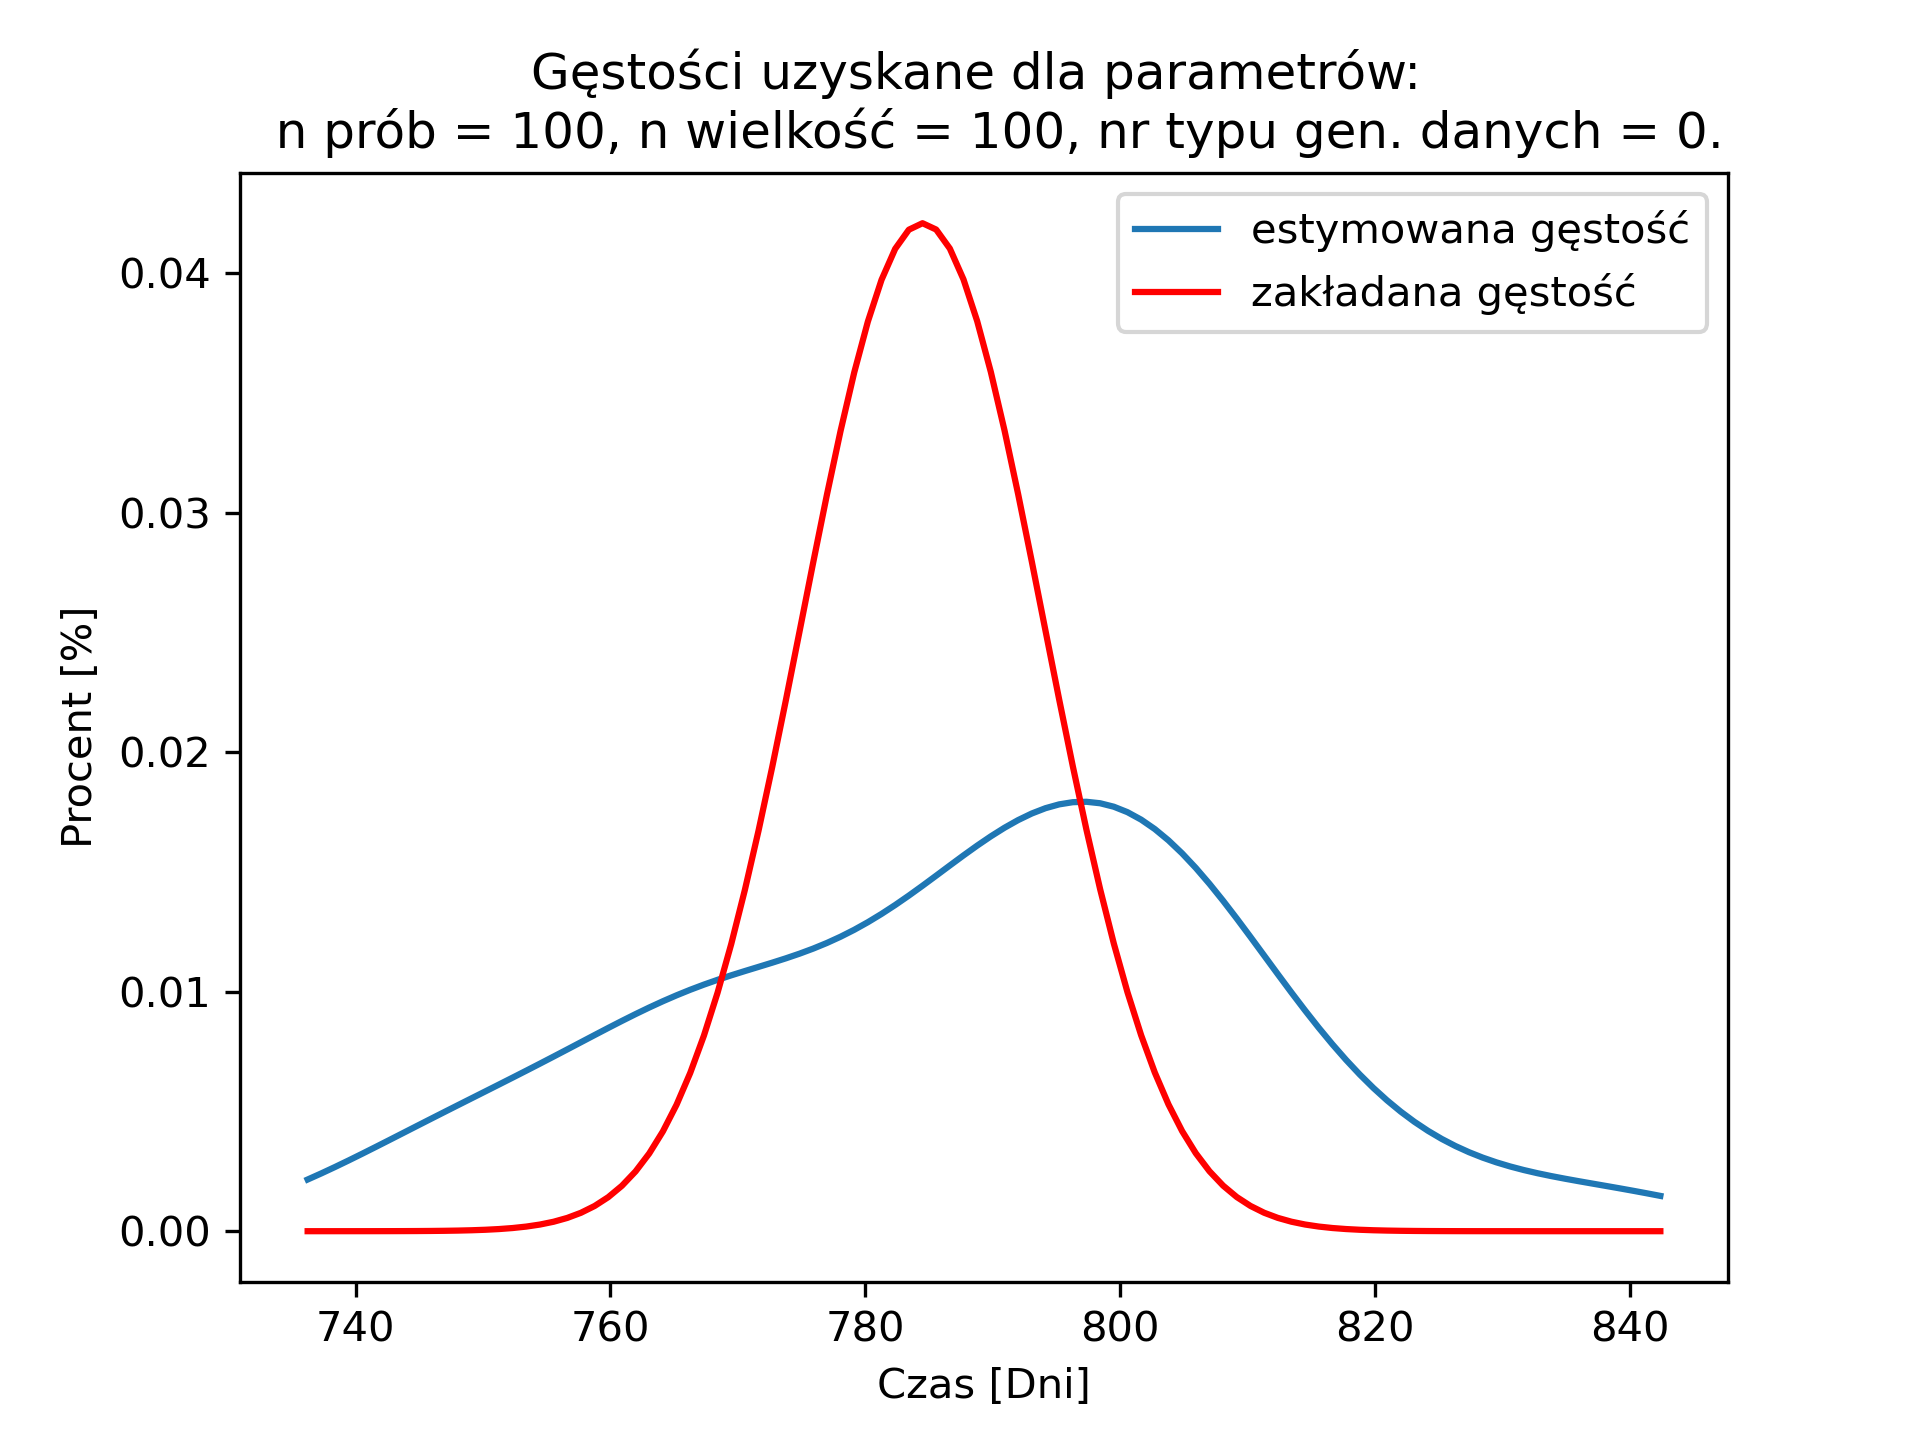 Gęstości uzyskane dla parametrów:
n prób = 100, n wielkość = 100, nr typu gen. danych = 0.
estymowana gęstość
zakładana gęstość
0.04
0.03
0.02
0.01
0.00
Procent [%]
740 760 780 800 820 840
Czas [Dni]